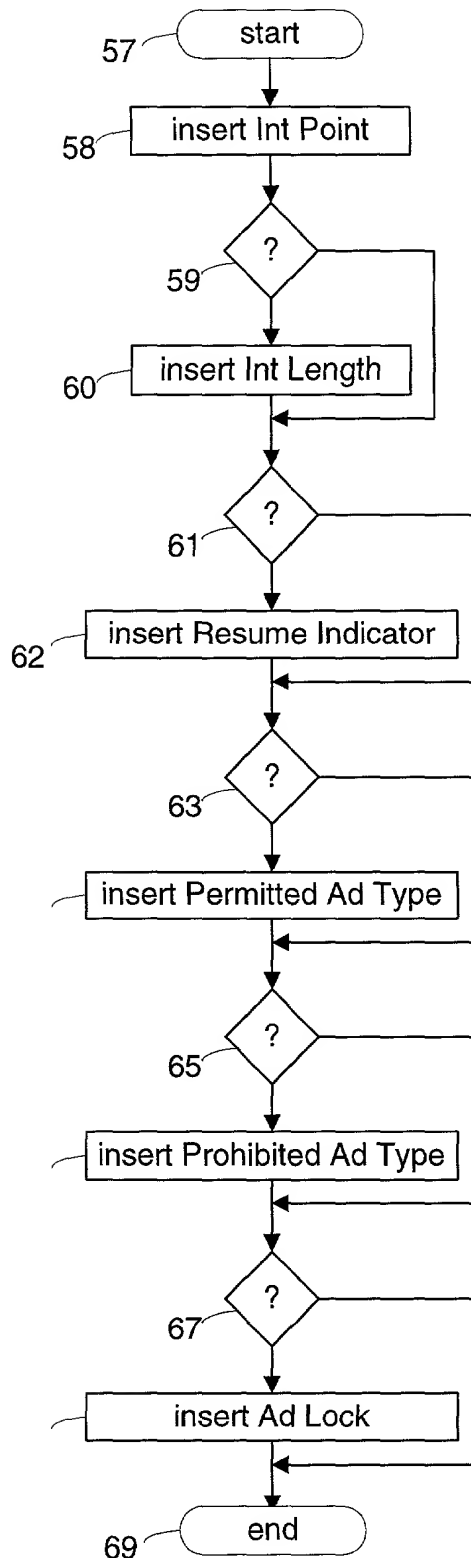 start
57
insert Int Point
58
?
59
insert Int Length
60
?
61
insert Resume Indicator
62
?
63
insert Permitted Ad Type
?
65
insert Prohibited Ad Type
?
67
insert Ad Lock
end
69